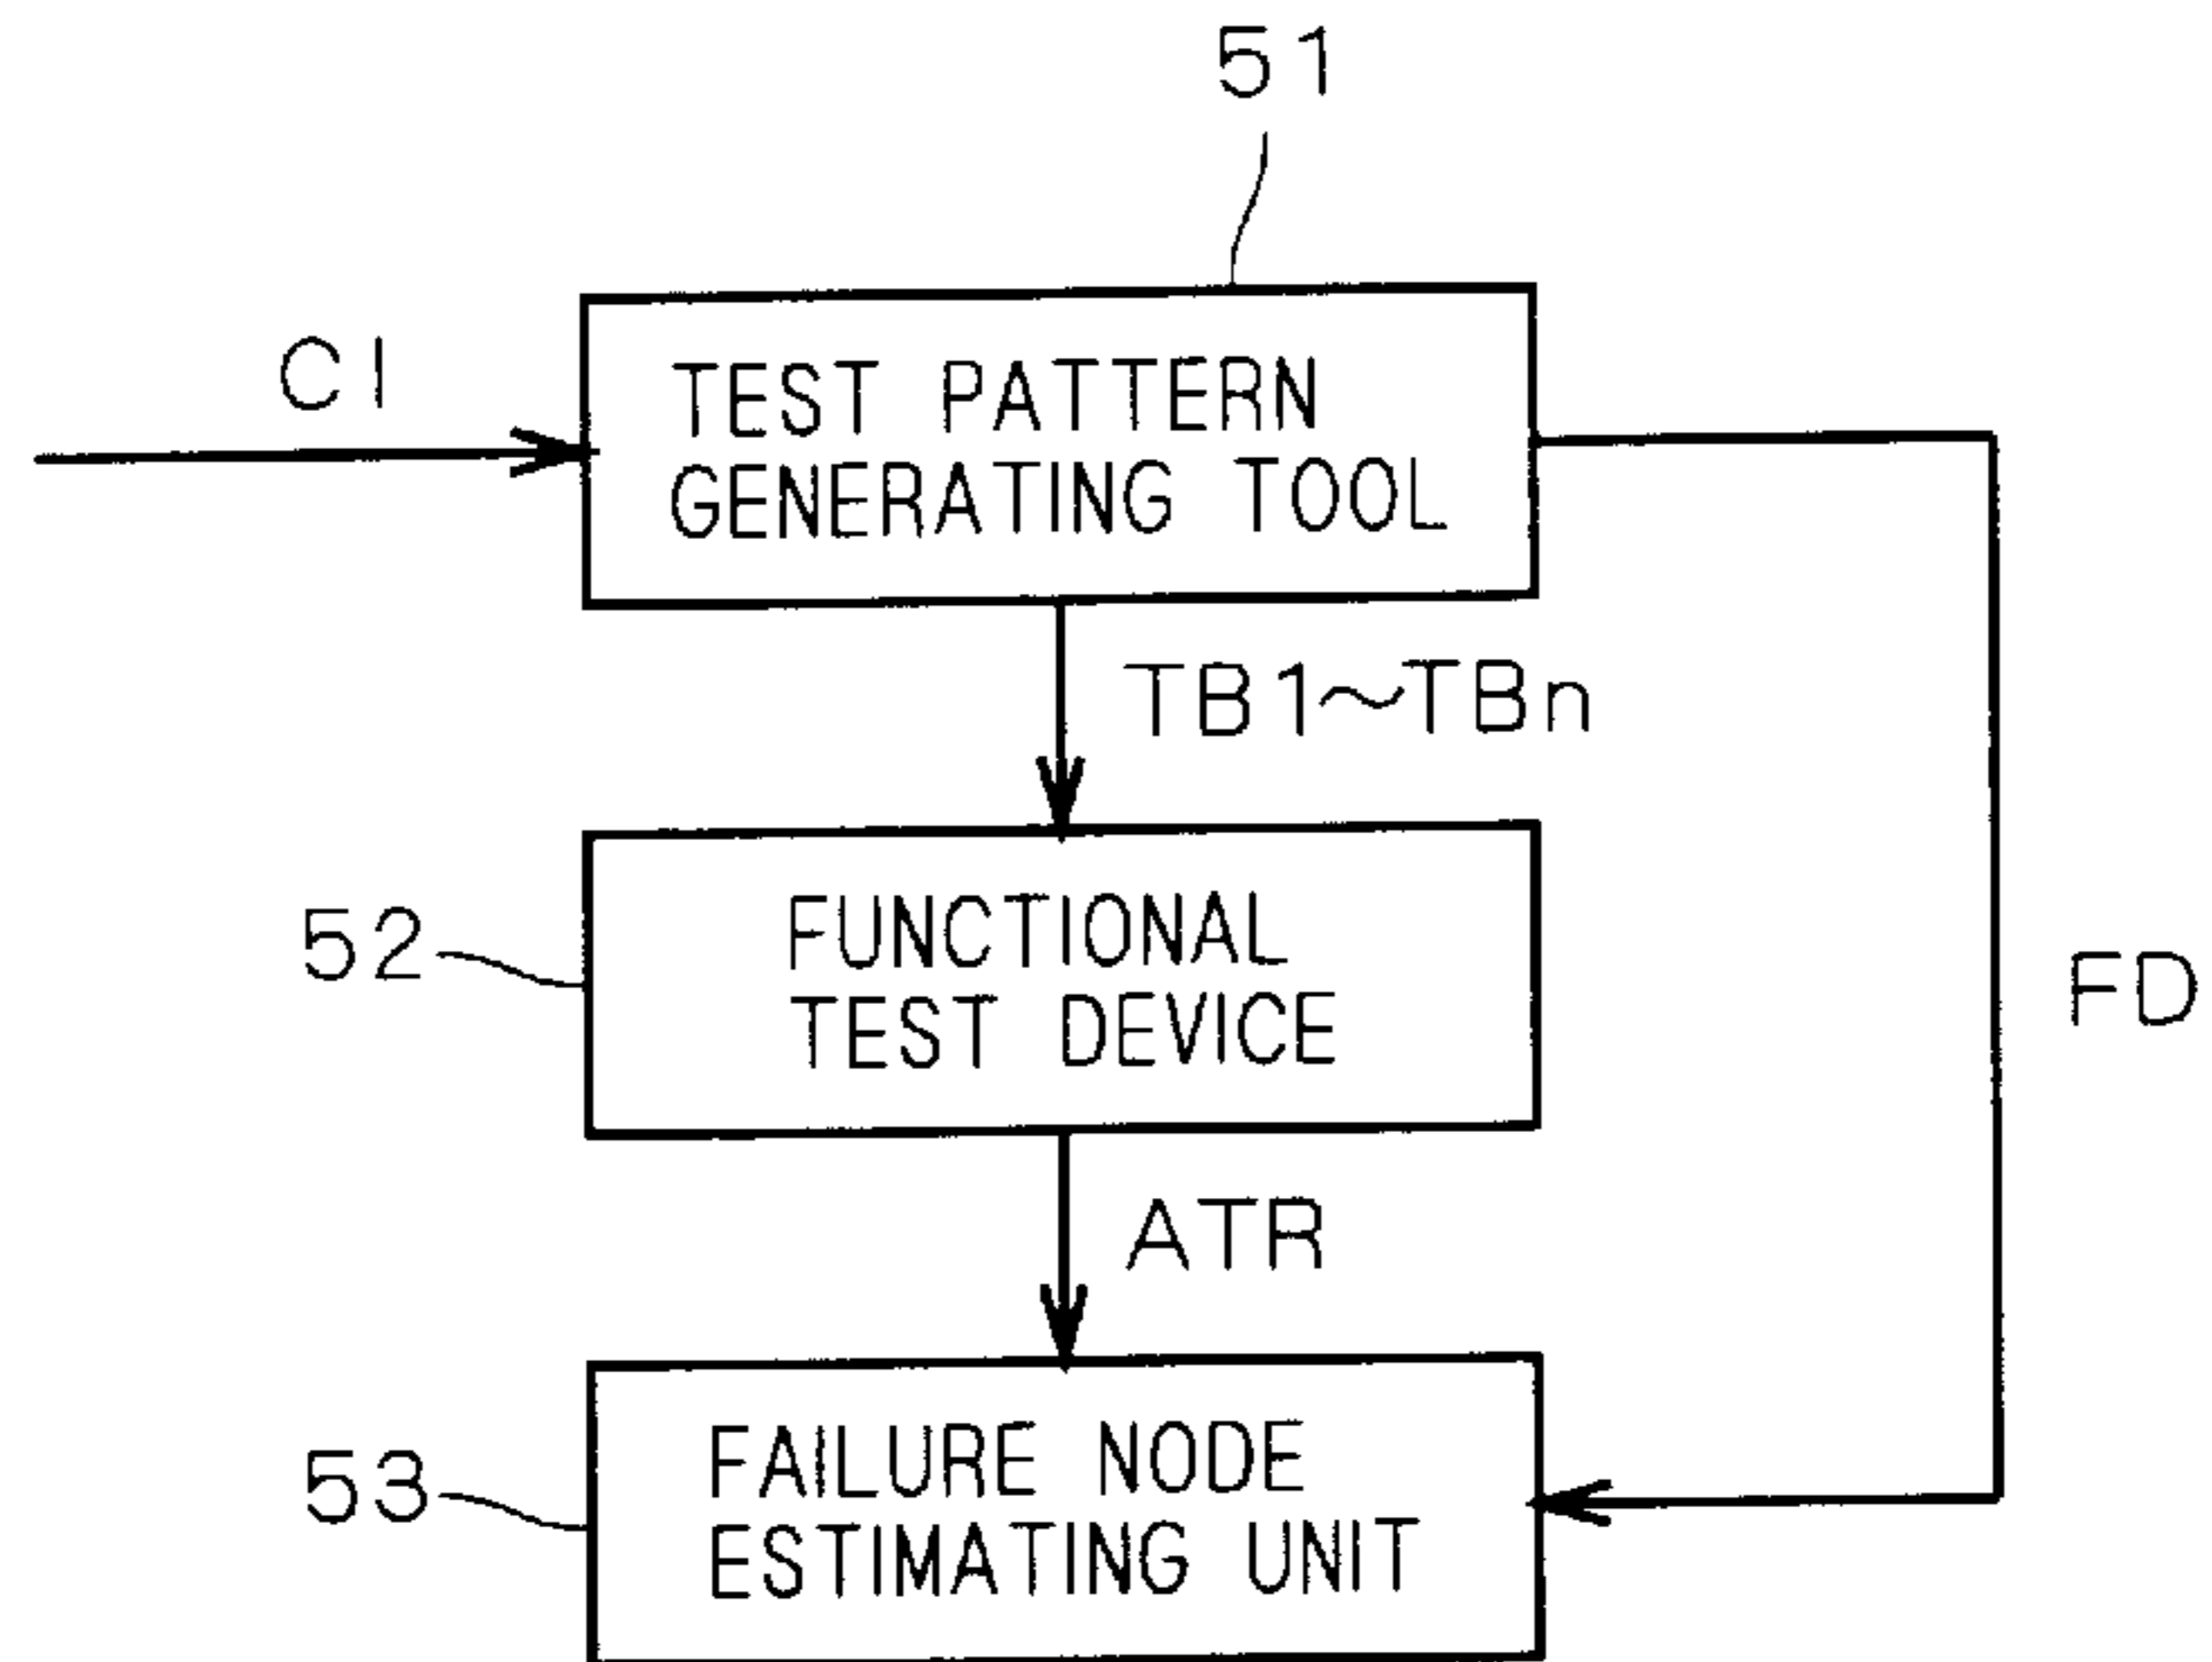 51
CI
TEST PATTERN
GENERATING TOOL
TB1~TBn
52
FUNCTIONAL
TEST DEVICE
FD
ATR
53
FAILURE NODE
ESTIMATING UNIT